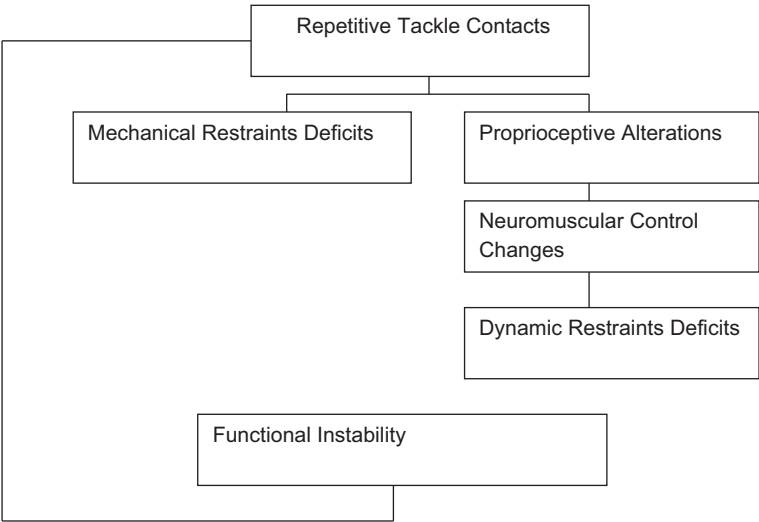 Repetitive Tackle Contacts
Mechanical Restraints Deficits
Proprioceptive Alterations
Neuromuscular Control
Changes
Dynamic Restraints Deficits
Functional Instability